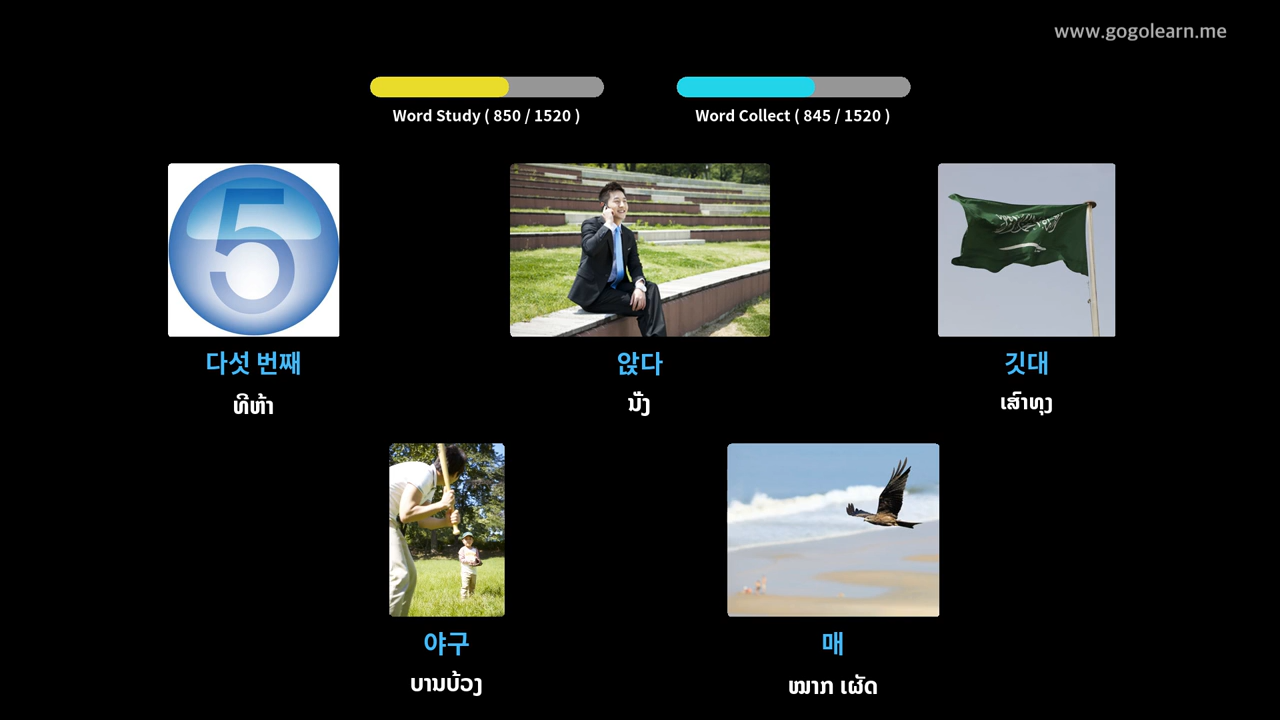 www.gogolearn.me
Word Study ( 850 / 1520 )
Word Collect ( 845 / 1520 )
5
다섯 번째
ທີຫ້າ
앉다
ນັ່ງ
깃대
ເສົາທຸງ
야구
ບານບ້ວງ
매
ໝາກ ເຜັດ